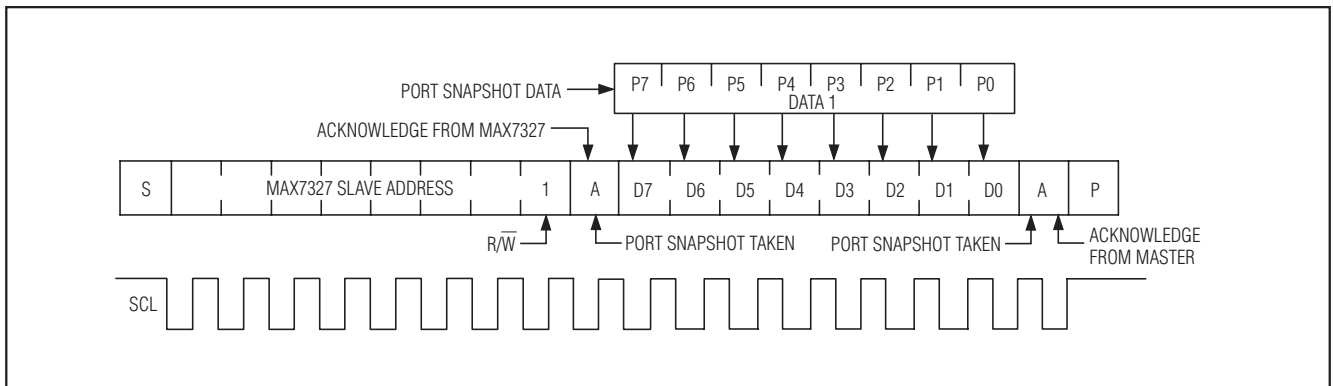 P7 P6 P5 P4 P3 P2 P1 P0
PORT SNAPSHOT DATA
DATA 1
ACKNOWLEDGE FROM MAX7327
S MAX7327 SLAVE ADDRESS 1 A D7 D6 D5 D4 D3 D2 D1 D0 A P
R/W̅ PORT SNAPSHOT TAKEN PORT SNAPSHOT TAKEN ACKNOWLEDGE
FROM MASTER
SCL